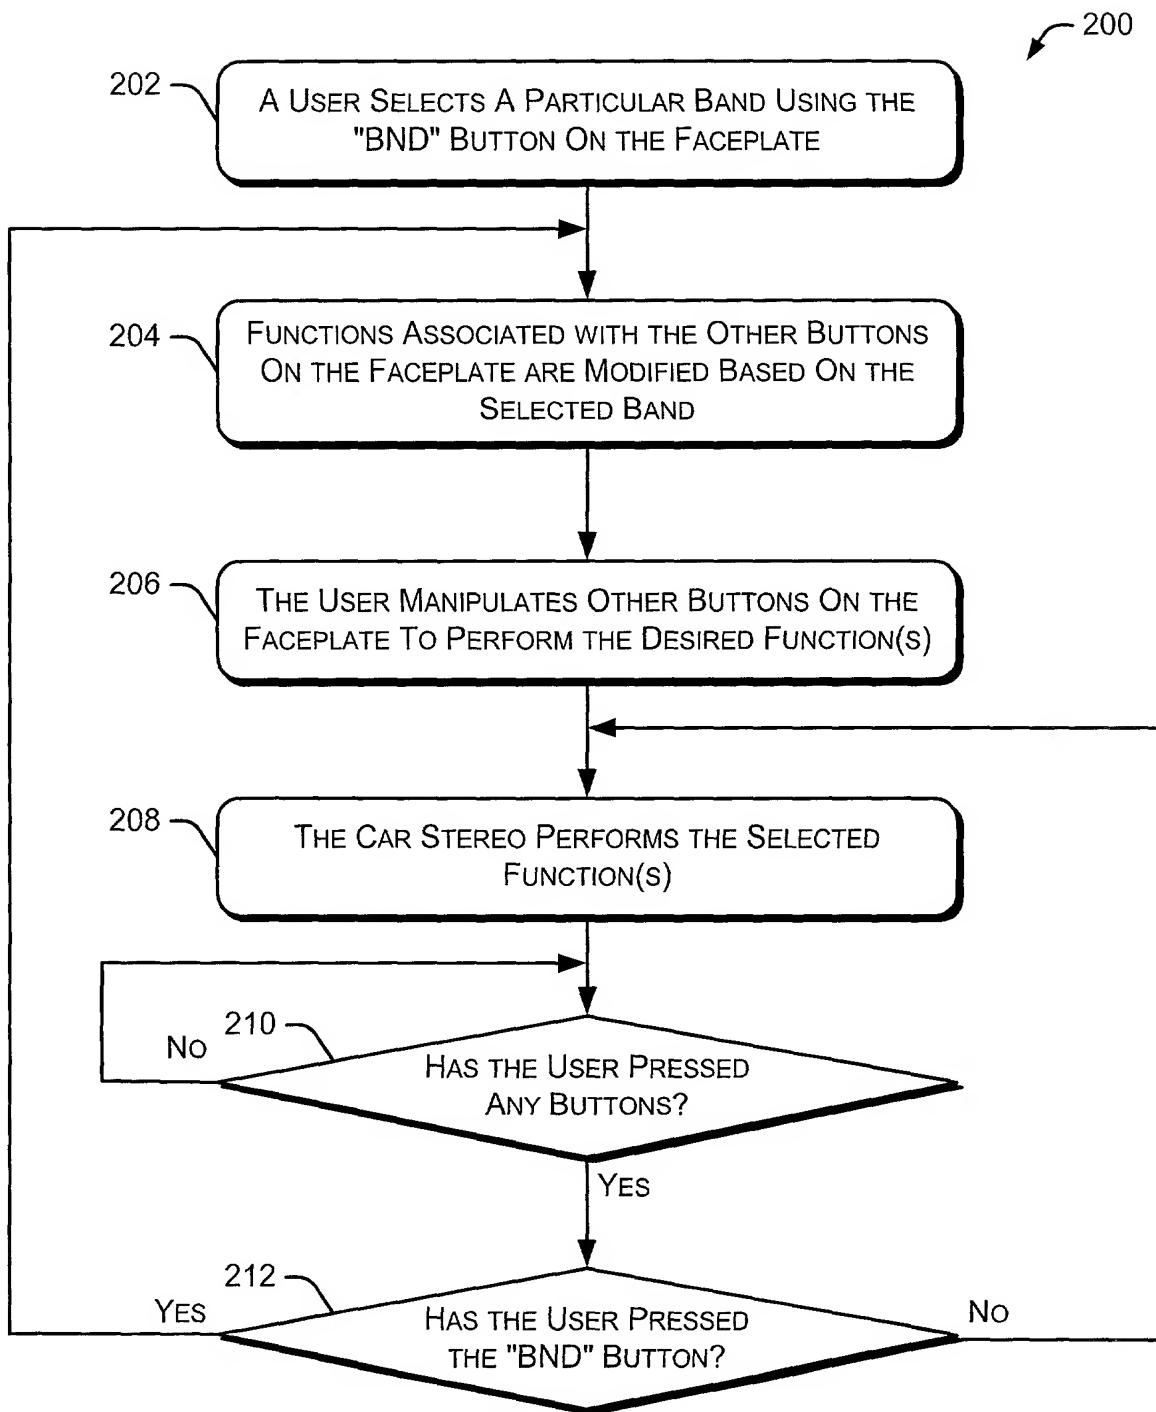 200
202
A USER SELECTS A PARTICULAR BAND USING THE
"BND" BUTTON ON THE FACEPLATE
204
FUNCTIONS ASSOCIATED WITH THE OTHER BUTTONS
ON THE FACEPLATE ARE MODIFIED BASED ON THE
SELECTED BAND
206
THE USER MANIPULATES OTHER BUTTONS ON THE
FACEPLATE TO PERFORM THE DESIRED FUNCTION(S)
208
THE CAR STEREO PERFORMS THE SELECTED
FUNCTION(S)
210
NO
HAS THE USER PRESSED
ANY BUTTONS?
YES
212
YES
HAS THE USER PRESSED
THE "BND" BUTTON?
NO